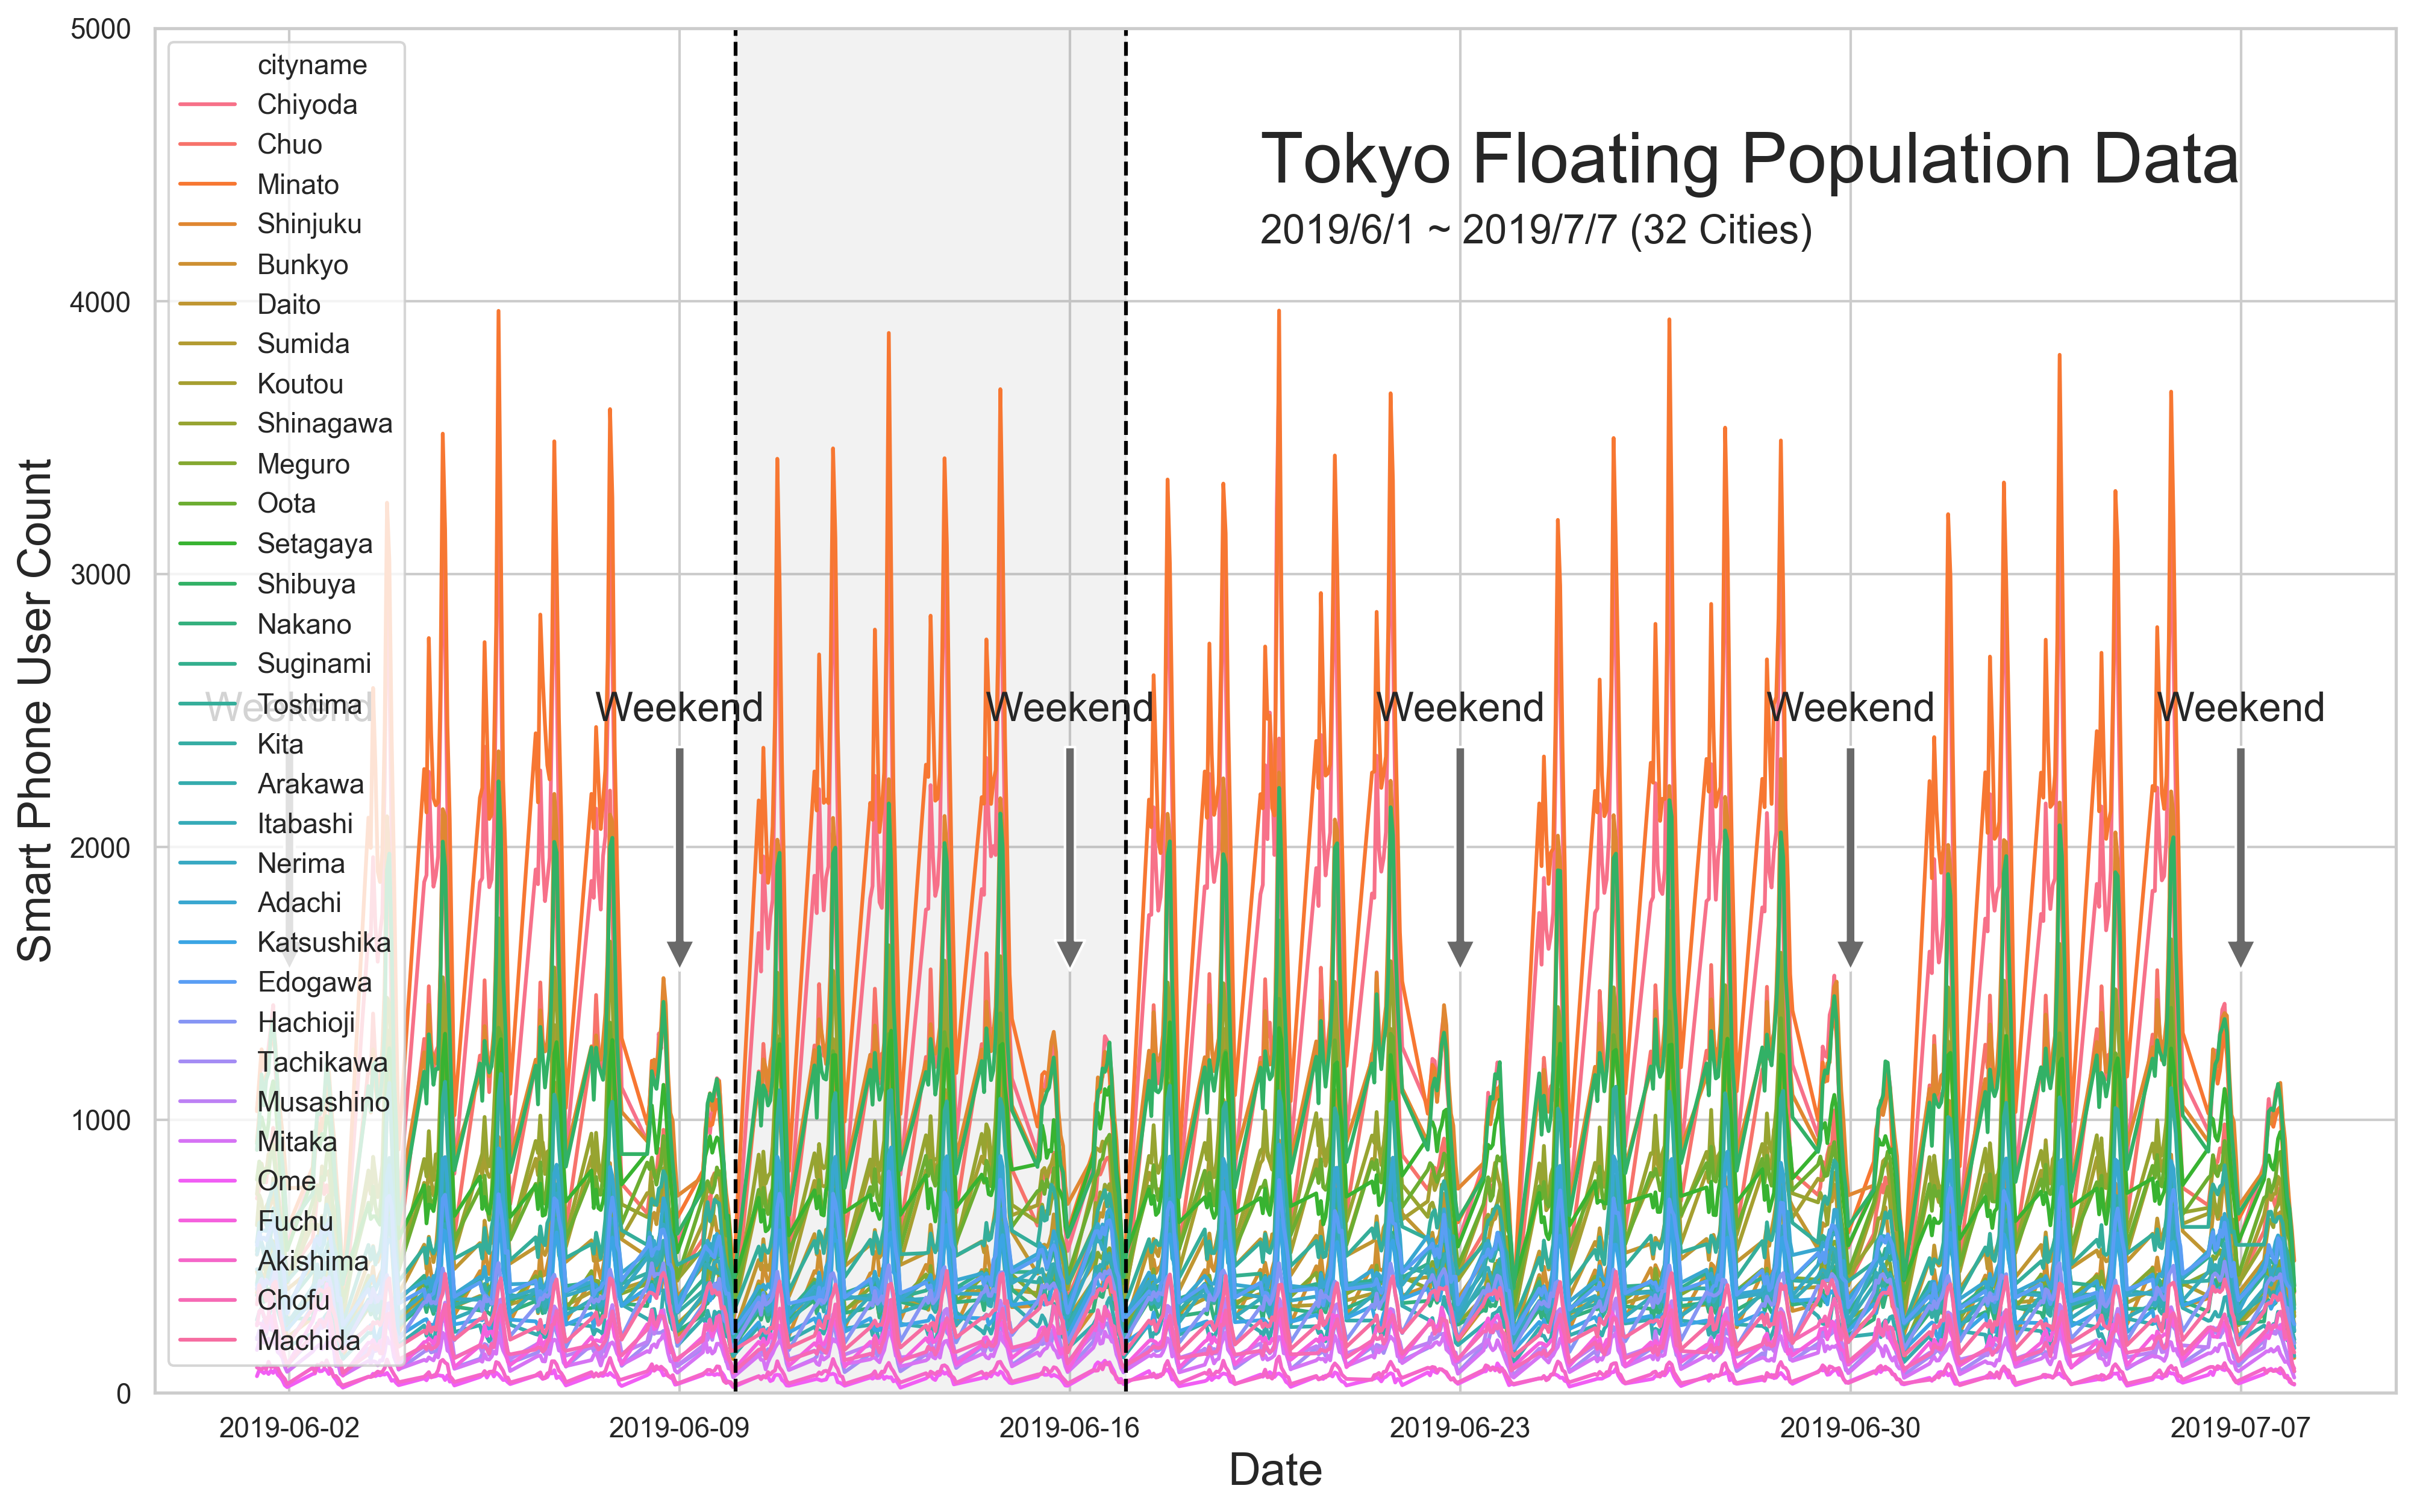 Tokyo Floating Population Data
2019/6/1 ~ 2019/7/7 (32 Cities)
cityname
Chiyoda
Chuo
Minato
Shinjuku
Bunkyo
Daito
Sumida
Koutou
Shinagawa
Meguro
Oota
Setagaya
Shibuya
Nakano
Suginami
Toshima
Kita
Arakawa
Itabashi
Nerima
Adachi
Katsushika
Edogawa
Hachioji
Tachikawa
Musashino
Mitaka
Ome
Fuchu
Akishima
Chofu
Machida
Weekend
Weekend
Weekend
Weekend
Weekend
Weekend
Smart Phone User Count
5000
4000
3000
2000
1000
0
2019-06-02
2019-06-09
2019-06-16
2019-06-23
2019-06-30
2019-07-07
Date